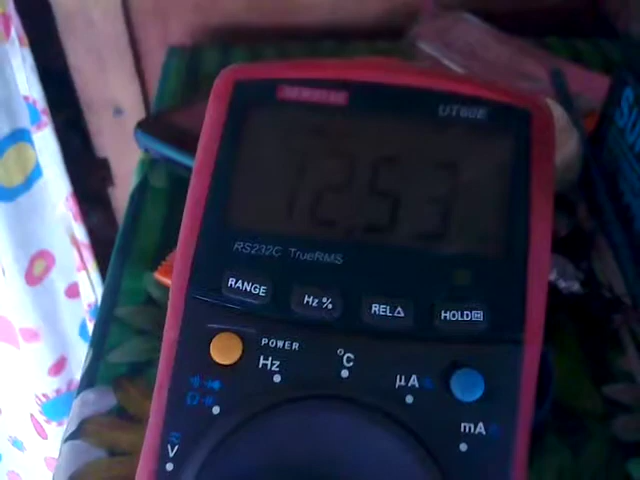 UT60E
12.53
RS232C TrueRMS
RANGE
Hz %
REL△
HOLD
POWER
Hz
°C
μA
Ω
mA
V